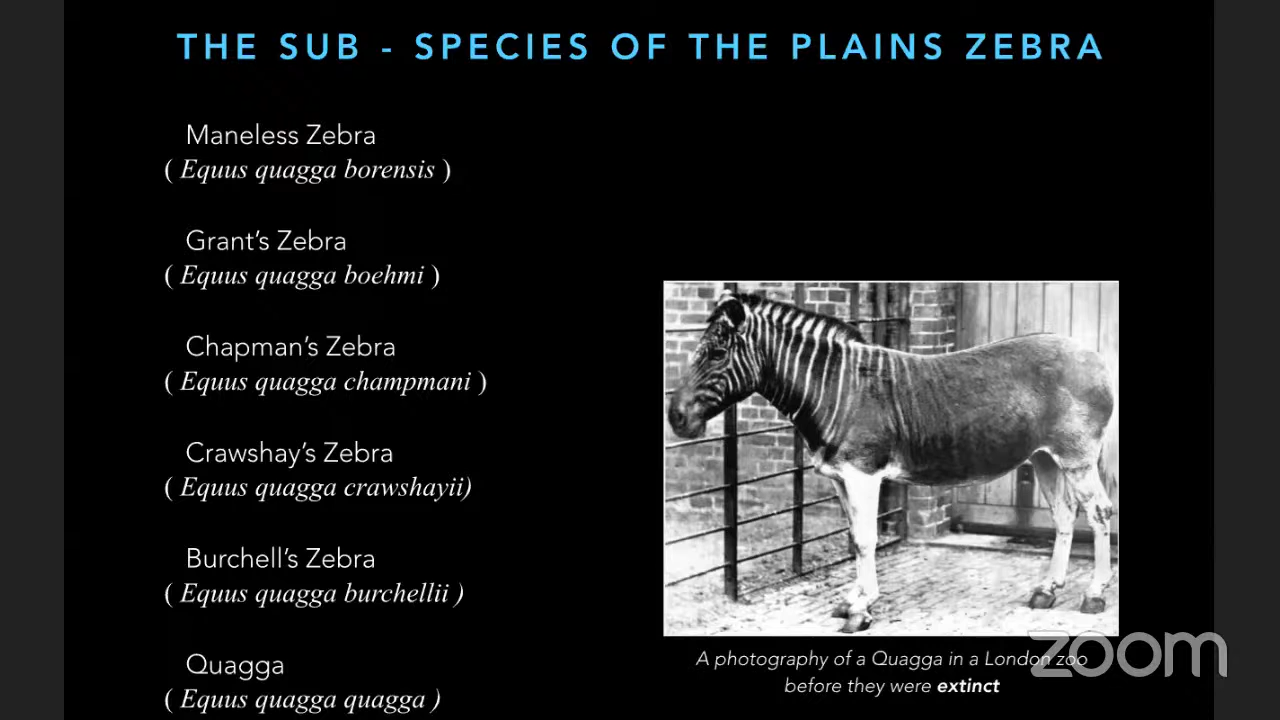 THE SUB - SPECIES OF THE PLAINS ZEBRA
Maneless Zebra
( Equus quagga borensis )
Grant's Zebra
( Equus quagga boehmi )
Chapman's Zebra
( Equus quagga champmani )
Crawshay's Zebra
( Equus quagga crawshayii)
Burchell's Zebra
( Equus quagga burchellii )
Quagga
( Equus quagga quagga )
A photography of a Quagga in a London zoo
before they were extinct
zoom